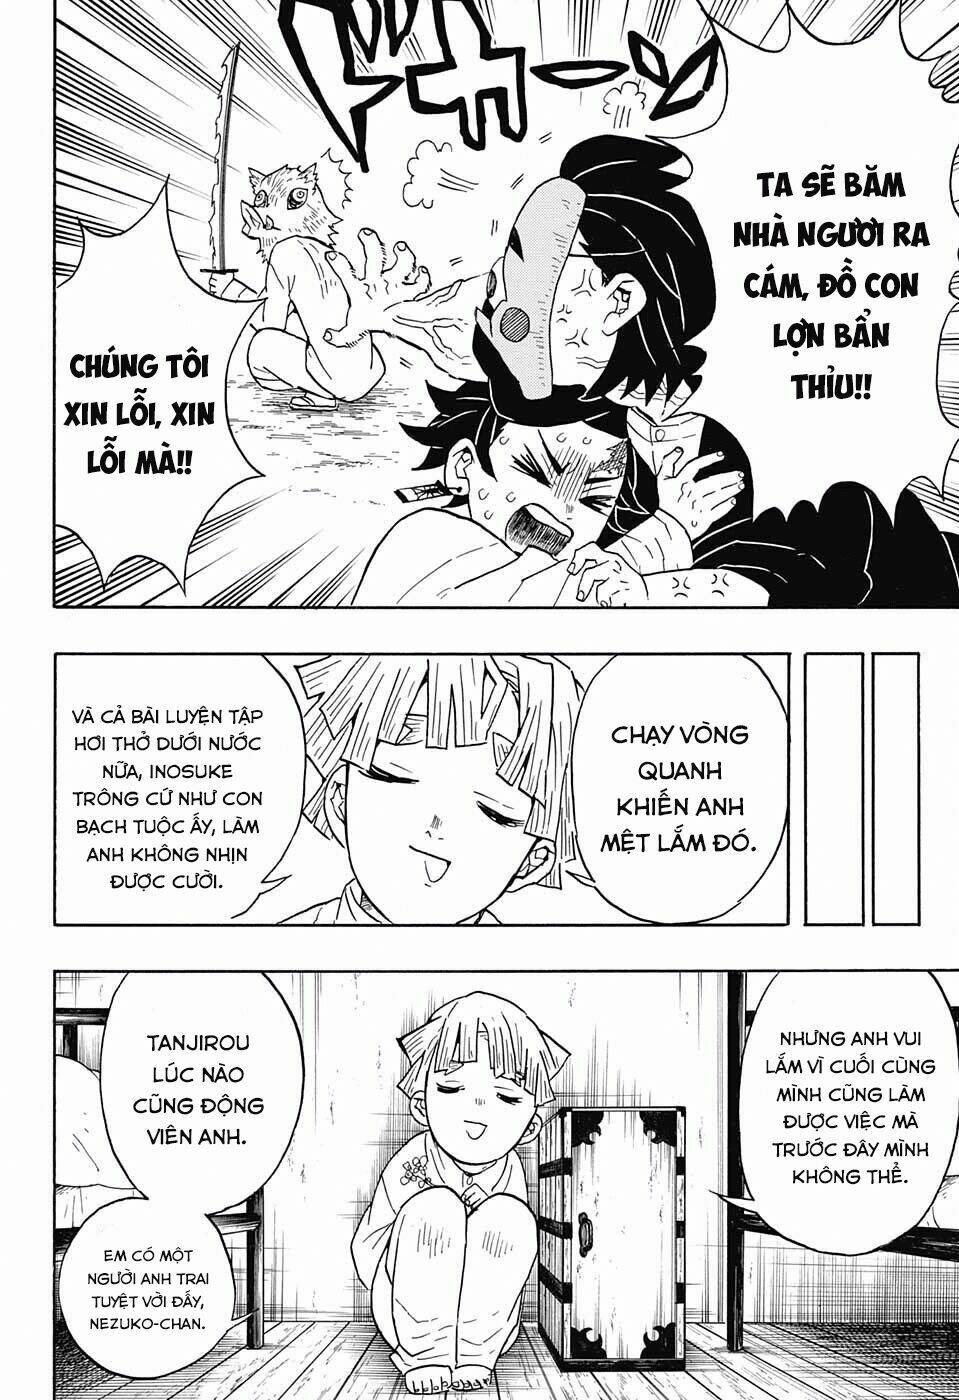 ドカーン
TA SẼ BĂM
NHÀ NGƯƠI RA
CÁM, ĐỒ CON
LỢN BẨN
THỈU!!
CHÚNG TÔI
XIN LỖI, XIN
LỖI MÀ!!
CHẠY VÒNG
QUANH
KHIẾN ANH
MỆT LẮM ĐÓ.
VÀ CẢ BÀI LUYỆN TẬP
HƠI THỞ DƯỚI NƯỚC
NỮA, INOSUKE
TRÔNG CỨ NHƯ CON
BẠCH TUỘC ẤY, LÀM
ANH KHÔNG NHỊN
ĐƯỢC CƯỜI.
NHƯNG ANH VUI
LẮM VÌ CUỐI CÙNG
MÌNH CŨNG LÀM
ĐƯỢC VIỆC MÀ
TRƯỚC ĐÂY MÌNH
KHÔNG THỂ.
TANJIROU
LÚC NÀO
CŨNG ĐỘNG
VIÊN ANH.
EM CÓ MỘT
NGƯỜI ANH TRAI
TUYỆT VỜI ĐẤY,
NEZUKO-CHAN.